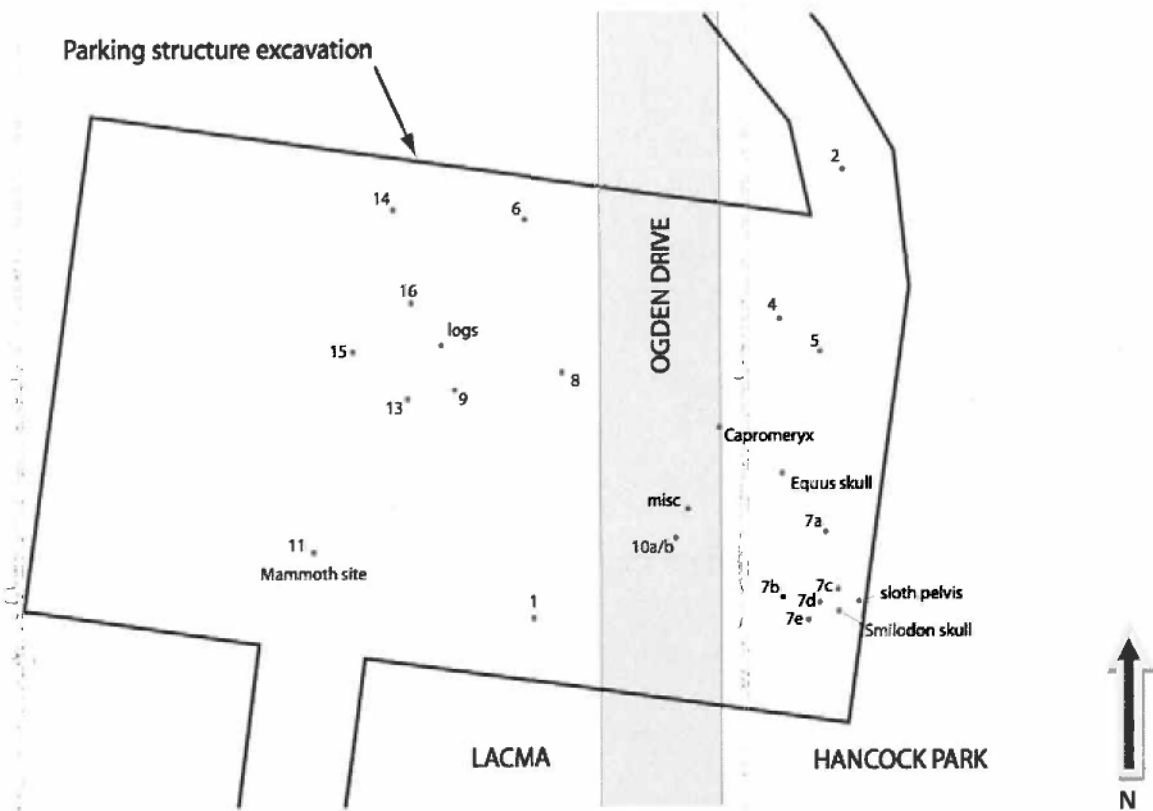 Parking structure excavation
2
14
6
OGDEN DRIVE
16
4
logs
5
15
8
9
13
Capromeryx
Equus skull
misc
7a
10a/b
11
Mammoth site
7b
7c
7d
sloth pelvis
1
7e
Smilodon skull
LACMA
HANCOCK PARK
N